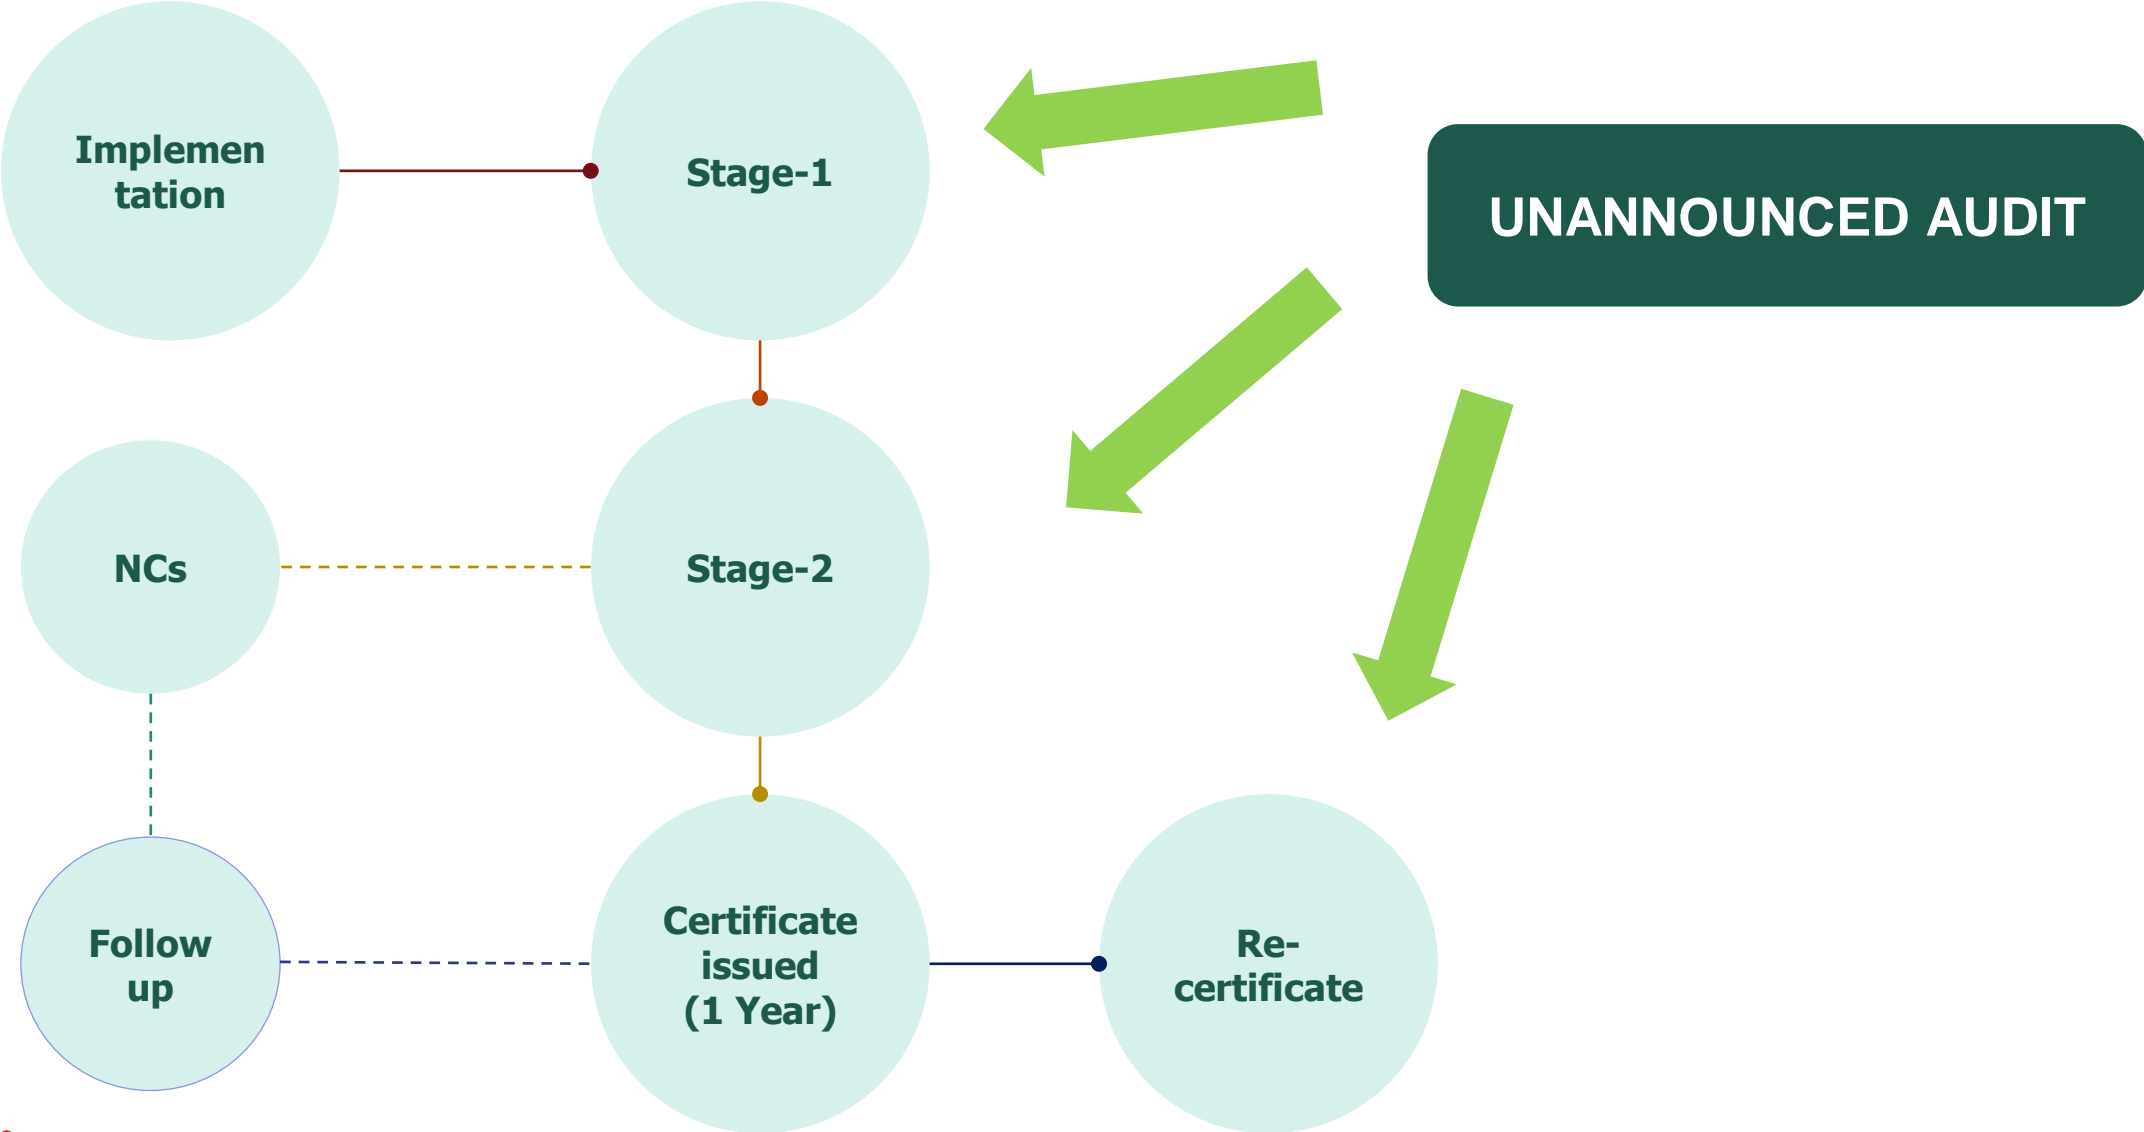 Implemen
tation
Stage-1
UNANNOUNCED AUDIT
NCs
Stage-2
Follow
up
Certificate
issued
(1 Year)
Re-
certificate